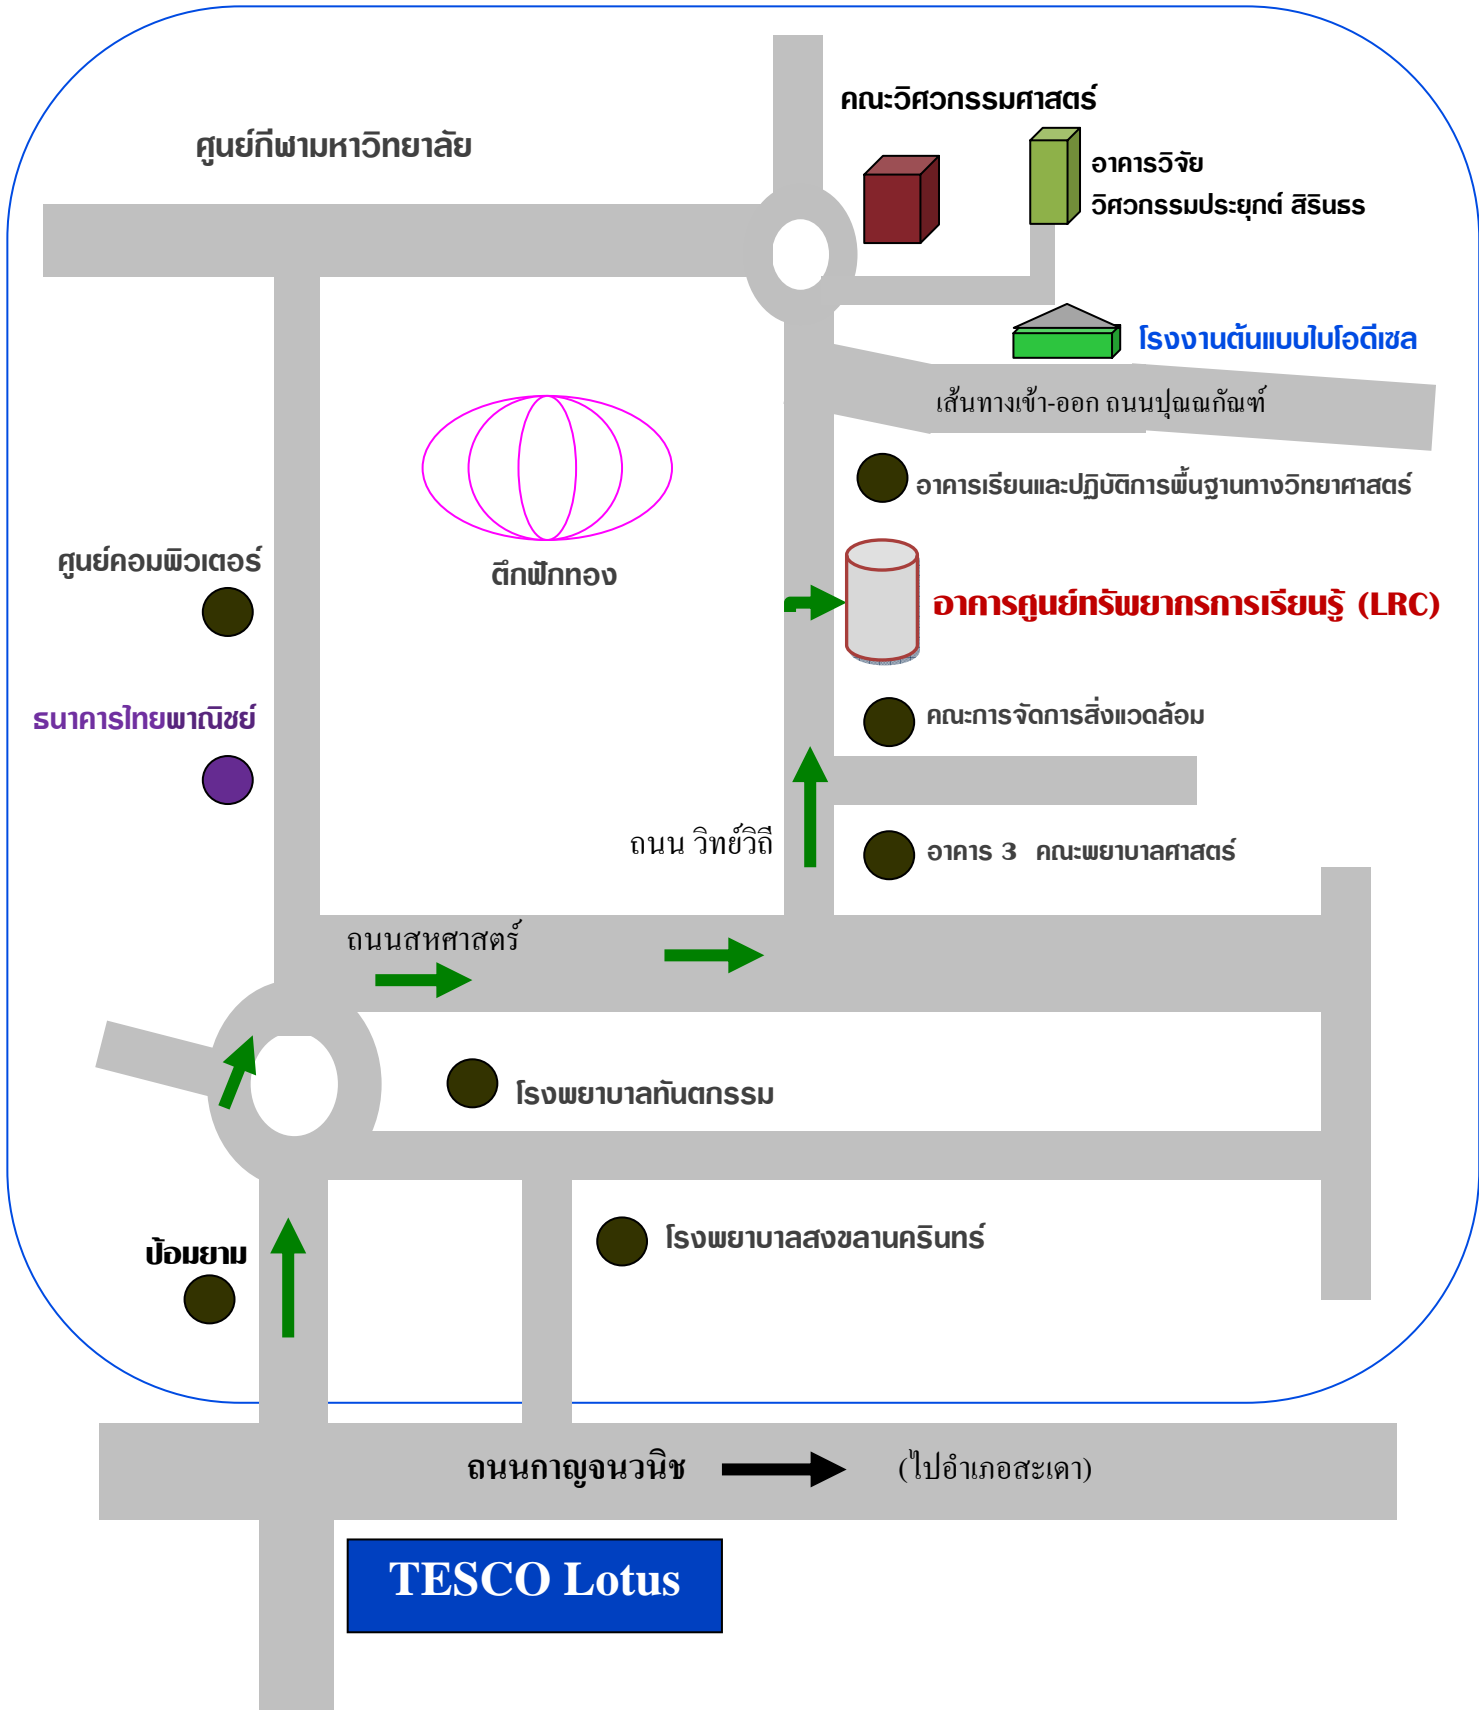 คณะวิศวกรรมศาสตร์
ศูนย์กีฬามหาวิทยาลัย
อาคารวิจัย
วิศวกรรมประยุกต์ สิรินธร
โรงงานต้นแบบไบโอดีเซล
เส้นทางเข้า-ออก ถนนปุณณกัณฑ์
อาคารเรียนและปฏิบัติการพื้นฐานทางวิทยาศาสตร์
ศูนย์คอมพิวเตอร์
ตึกฟักทอง
อาคารศูนย์ทรัพยากรการเรียนรู้ (LRC)
ธนาคารไทยพาณิชย์
คณะการจัดการสิ่งแวดล้อม
ถนน วิทย์วิถี
อาคาร 3 คณะพยาบาลศาสตร์
ถนนสหศาสตร์
โรงพยาบาลทันตกรรม
โรงพยาบาลสงขลานครินทร์
ป้อมยาม
ถนนกาญจนวนิช (ไปอำเภอสะเดา)
TESCO Lotus